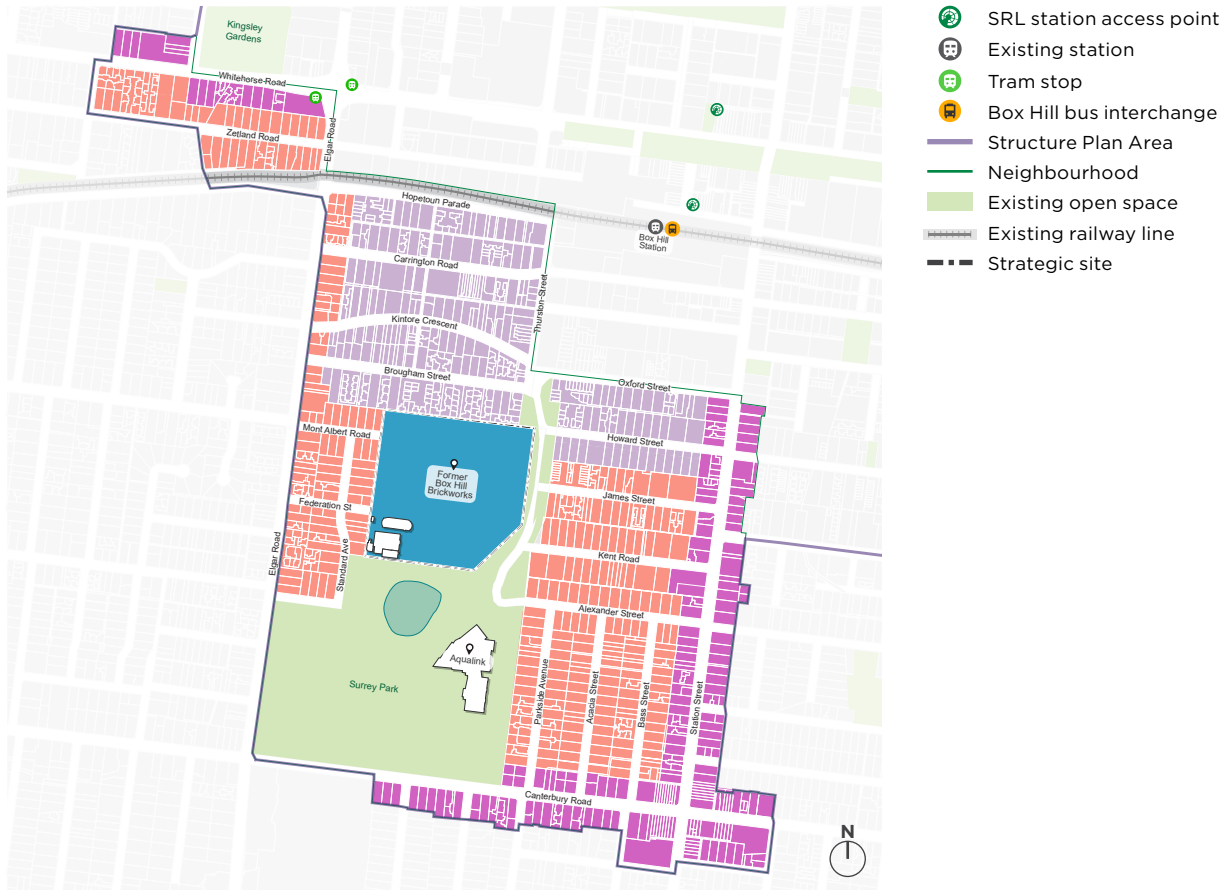 Kingsley
Gardens
Whitehorse Road
Zetland Road
Elgar Road
Hopetoun Parade
Box Hill
Station
Carrington Road
Thurston Street
Kintore Crescent
Brougham Street
Oxford Street
Mont Albert Road
Howard Street
Former
Box Hill
Brickworks
James Street
Federation St
Standard Ave
Elgar Road
Kent Road
Alexander Street
Aqualink
Surrey Park
Parkside Avenue
Acacia Street
Bass Street
Station Street
Canterbury Road
N
SRL station access point
Existing station
Tram stop
Box Hill bus interchange
Structure Plan Area
Neighbourhood
Existing open space
Existing railway line
Strategic site